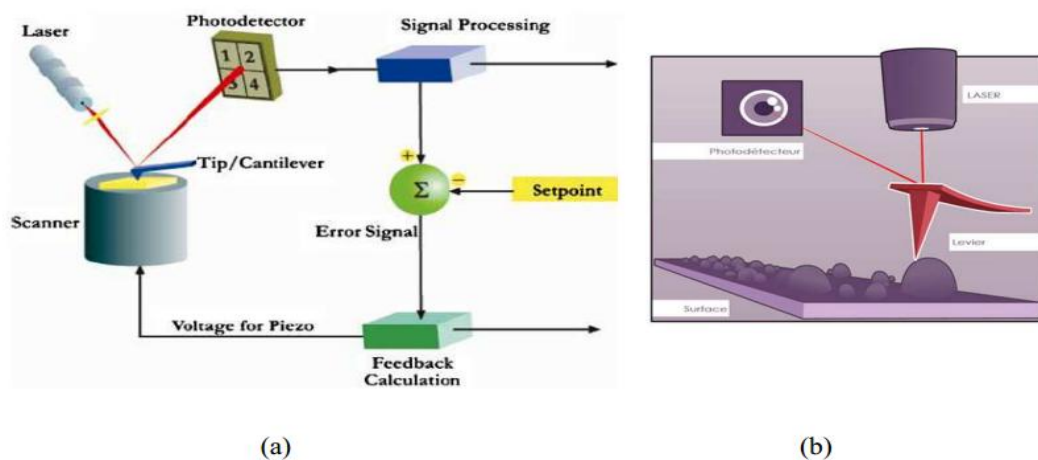 Photodetector
Signal Processing
Laser
1 2
3 4
Tip/Cantilever
+
Σ
−
Setpoint
Scanner
Error Signal
Voltage for Piezo
Feedback
Calculation
LASER
Photodétecteur
Levier
Surface
(a)
(b)